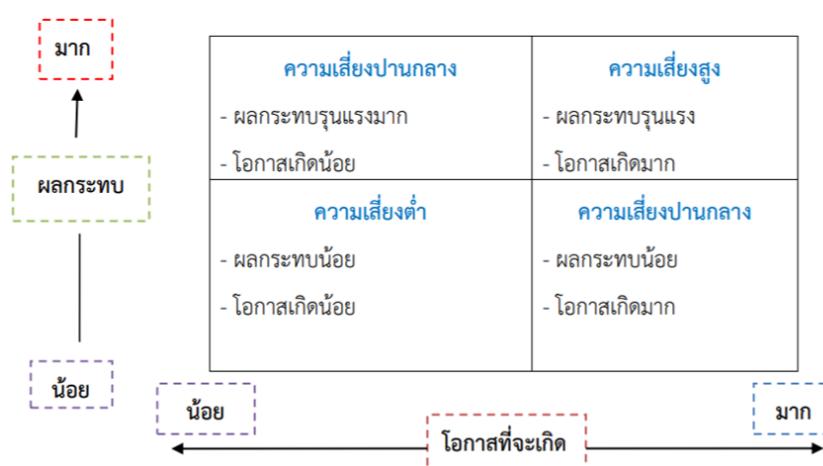 มาก
ความเสี่ยงปานกลาง
- ผลกระทบรุนแรงมาก
- โอกาสเกิดน้อย
ความเสี่ยงสูง
- ผลกระทบรุนแรง
- โอกาสเกิดมาก
ผลกระทบ
ความเสี่ยงต่ำ
- ผลกระทบน้อย
- โอกาสเกิดน้อย
ความเสี่ยงปานกลาง
- ผลกระทบน้อย
- โอกาสเกิดมาก
น้อย
น้อย
โอกาสที่จะเกิด
มาก